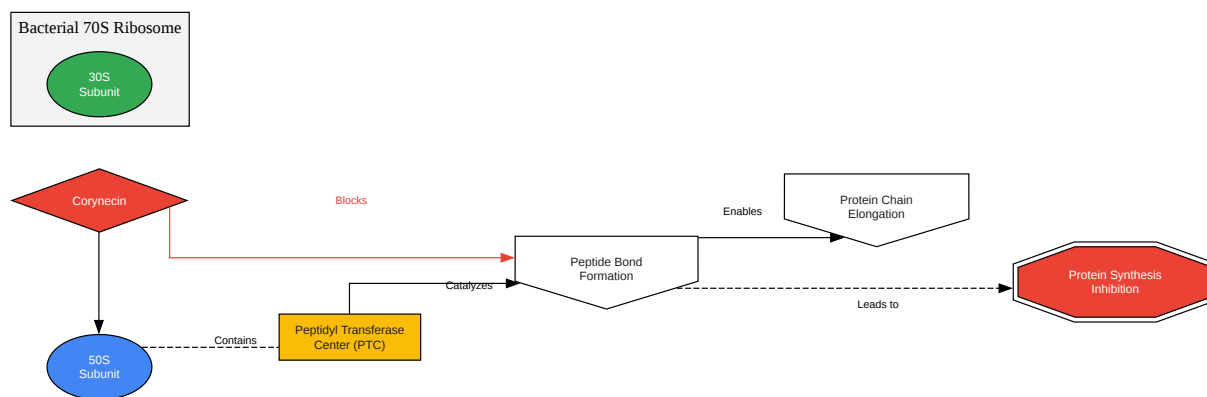 Bacterial 70S Ribosome
30S
Subunit
Corynecin
Blocks
Protein Chain
Elongation
Enables
Peptide Bond
Formation
Protein Synthesis
Inhibition
Catalyzes
Leads to
Peptidyl Transferase
Center (PTC)
Contains
50S
Subunit